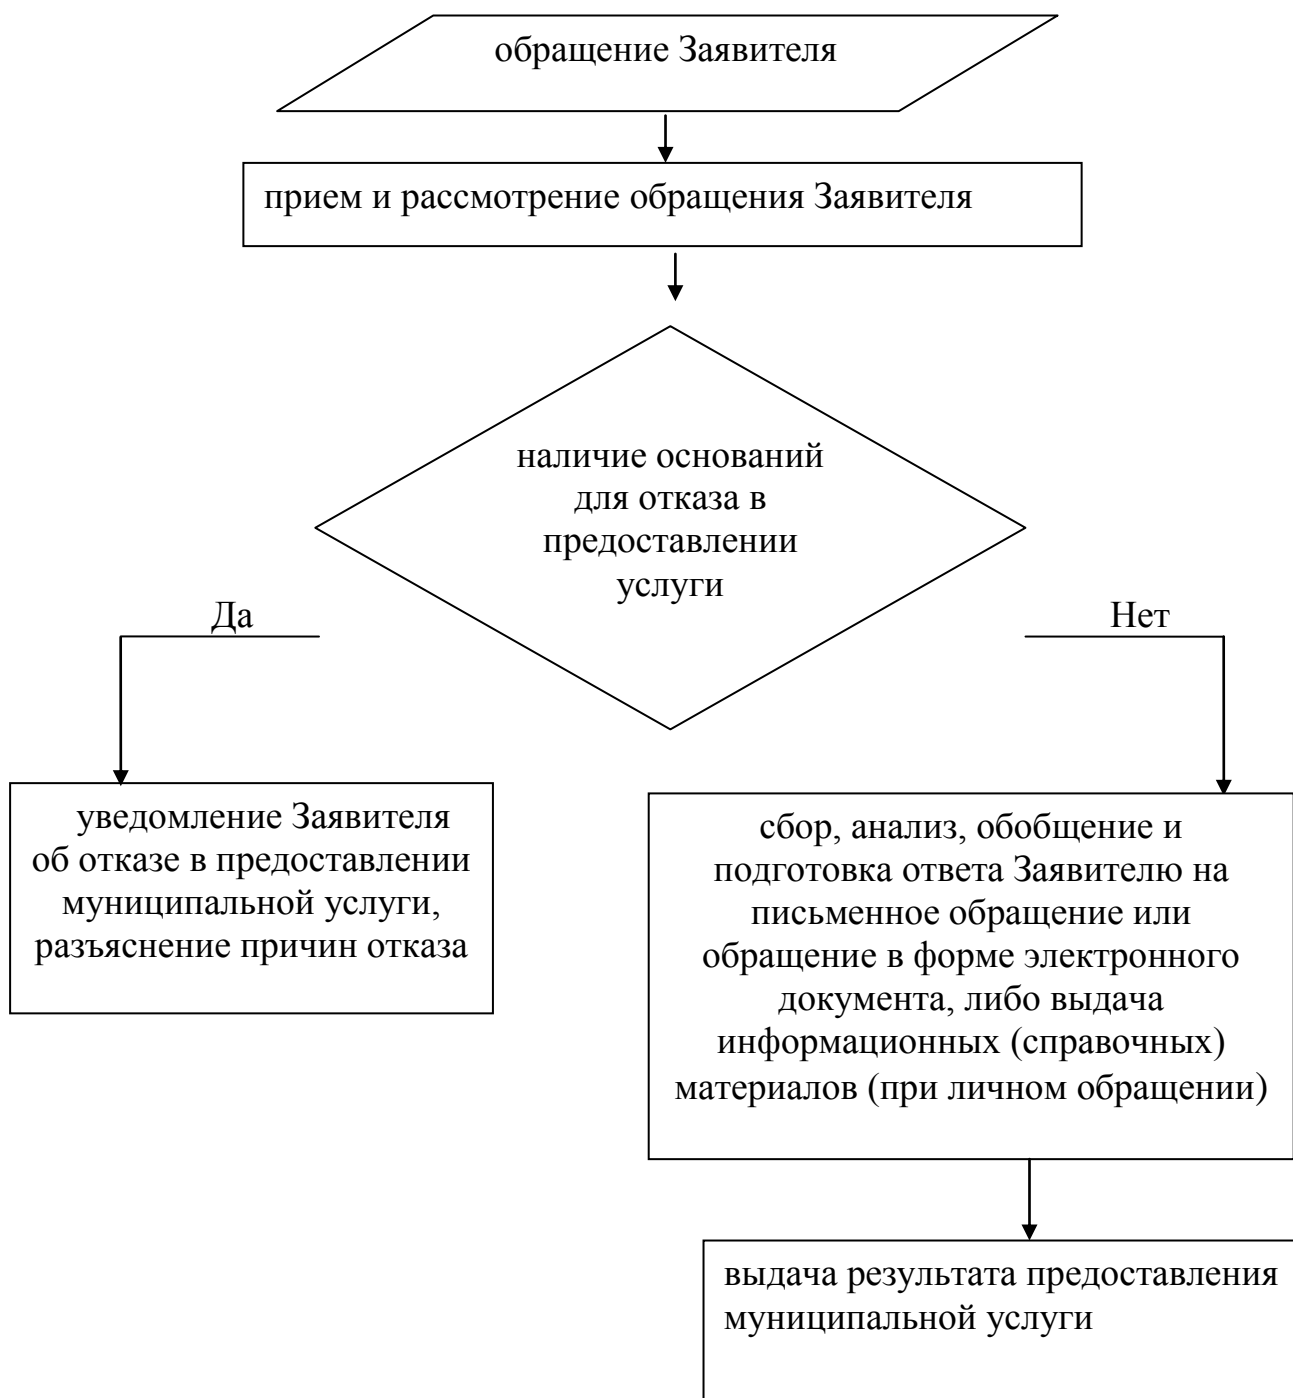 обращение Заявителя
прием и рассмотрение обращения Заявителя
наличие оснований
для отказа в
предоставлении
услуги
Да
Нет
уведомление Заявителя
об отказе в предоставлении
муниципальной услуги,
разъяснение причин отказа
сбор, анализ, обобщение и
подготовка ответа Заявителю на
письменное обращение или
обращение в форме электронного
документа, либо выдача
информационных (справочных)
материалов (при личном обращении)
выдача результата предоставления
муниципальной услуги